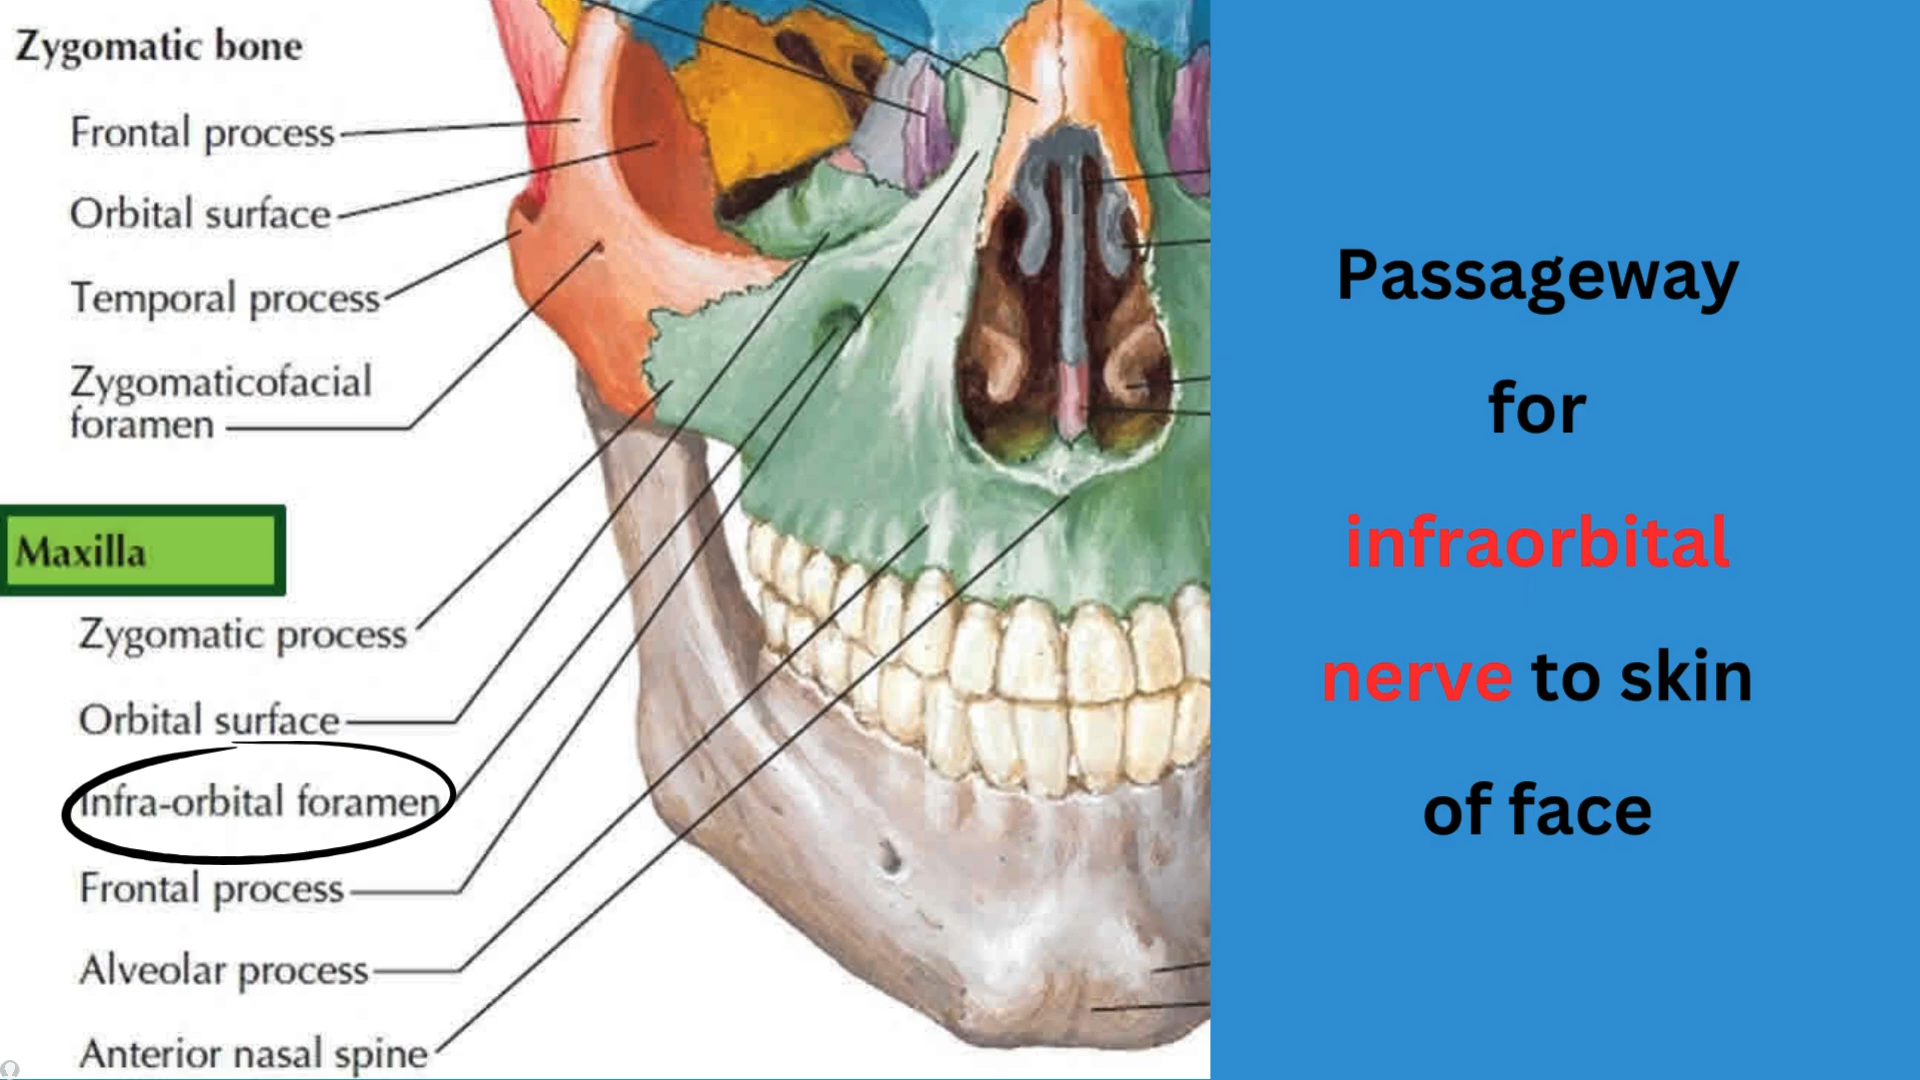 Zygomatic bone
Frontal process
Orbital surface
Temporal process
Zygomaticofacial
foramen
Maxilla
Zygomatic process
Orbital surface
Infra-orbital foramen
Frontal process
Alveolar process
Anterior nasal spine
Passageway
for
infraorbital
nerve to skin
of face